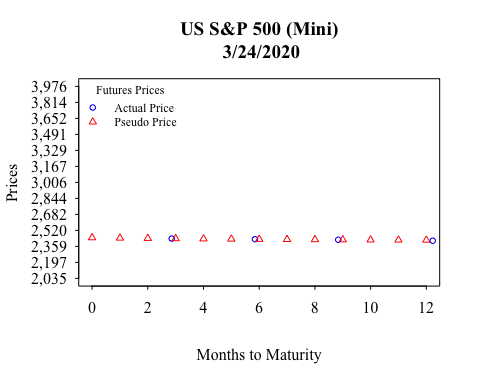 US S&P 500 (Mini)
3/24/2020
Futures Prices
Actual Price
Pseudo Price
3,976
3,814
3,652
3,491
3,329
3,167
3,006
2,844
2,682
2,520
2,359
2,197
2,035
Prices
0 2 4 6 8 10 12
Months to Maturity